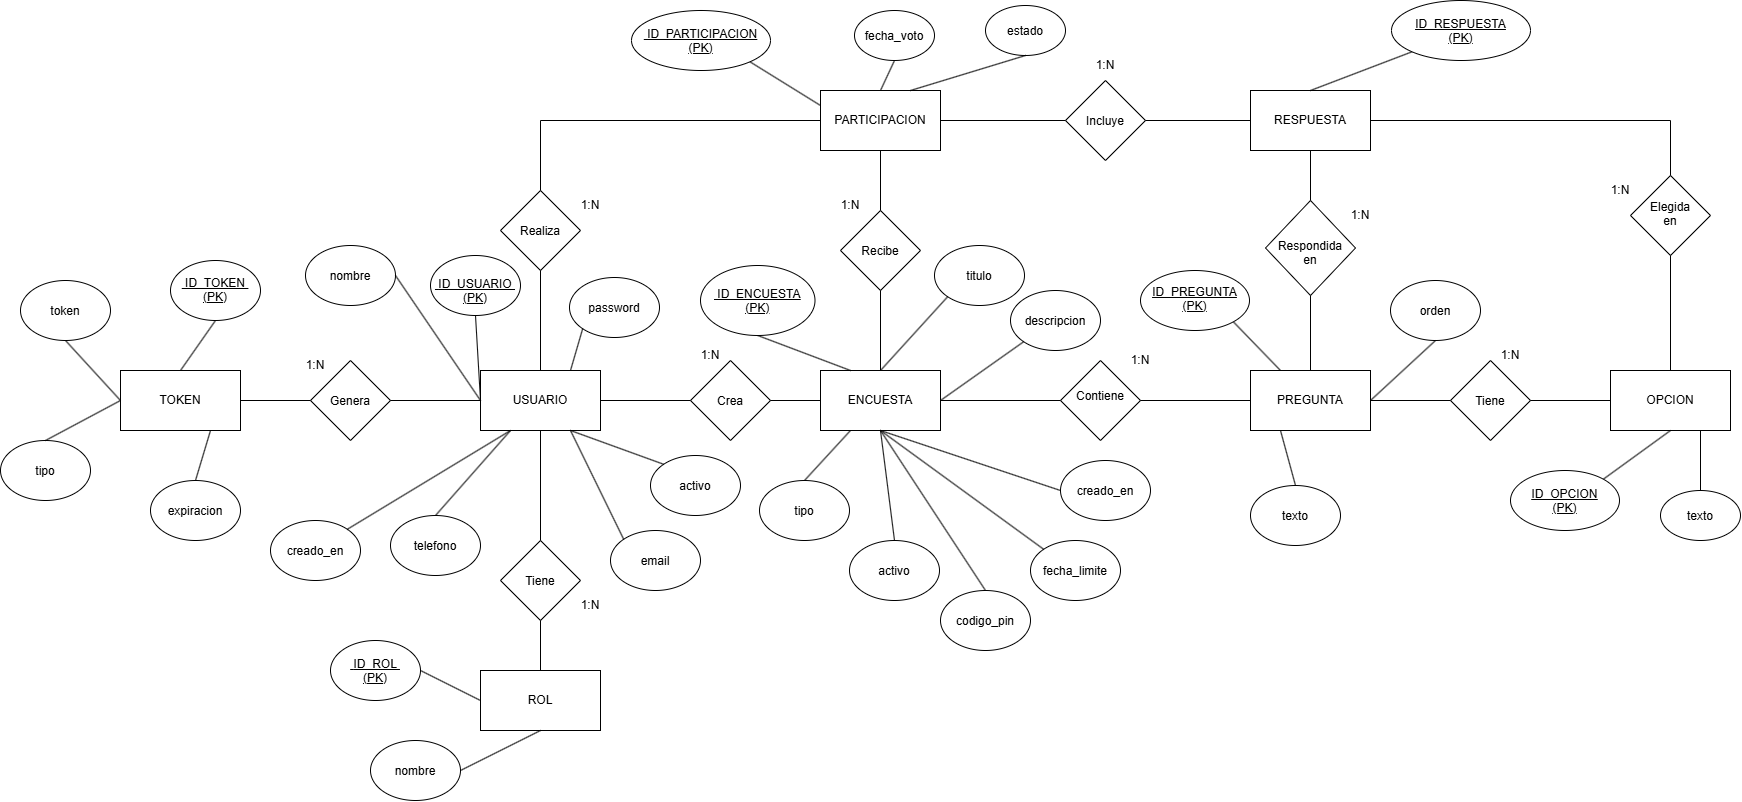 ID_PARTICIPACION
(PK)
fecha_voto
estado
ID_RESPUESTA
(PK)
1:N
PARTICIPACION
Incluye
RESPUESTA
Realiza
1:N
1:N
Recibe
Respondida
en
1:N
1:N
Elegida
en
token
ID_TOKEN
(PK)
nombre
ID_USUARIO
(PK)
password
ID_ENCUESTA
(PK)
titulo
descripcion
ID_PREGUNTA
(PK)
orden
1:N
1:N
1:N
1:N
TOKEN
Genera
USUARIO
Crea
ENCUESTA
Contiene
PREGUNTA
Tiene
OPCION
tipo
expiracion
creado_en
telefono
email
activo
tipo
activo
codigo_pin
fecha_limite
creado_en
texto
ID_OPCION
(PK)
texto
Tiene
1:N
ID_ROL
(PK)
ROL
nombre